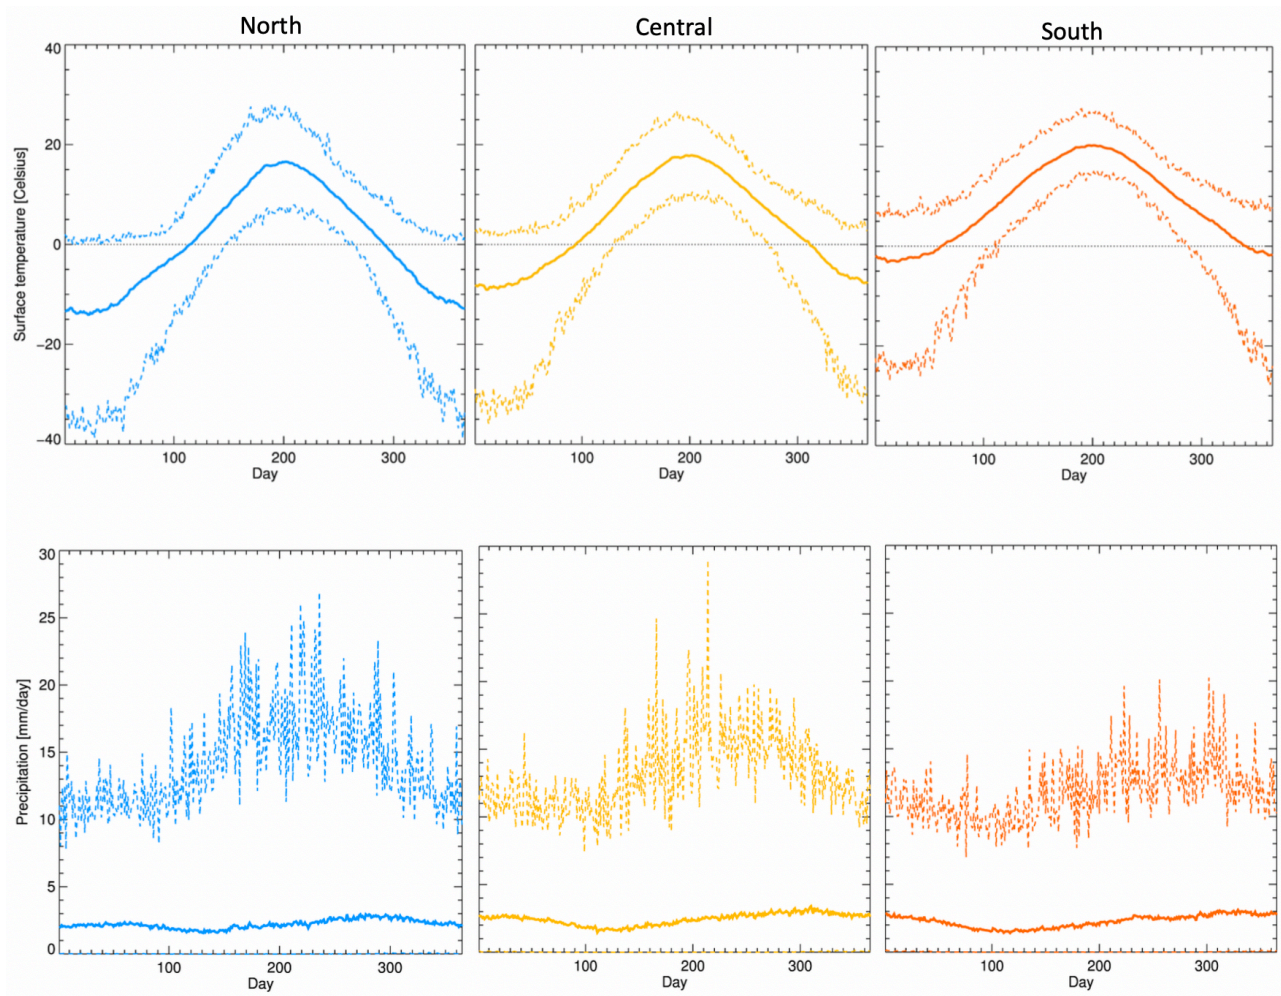 North Central South
Surface temperature [Celsius]
40
20
0
−20
−40
100 200 300 100 200 300 100 200 300
Day Day Day
Precipitation [mm/day]
30
25
20
15
10
5
0
100 200 300 100 200 300 100 200 300
Day Day Day